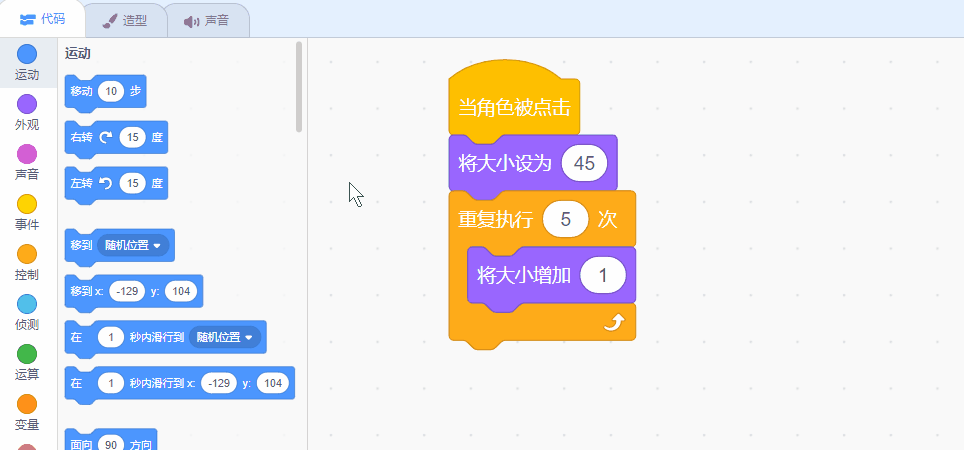 代码 造型 声音
运动
外观
声音
事件
控制
侦测
运算
变量
运动
移动 10 步
右转 15 度
左转 15 度
移到 随机位置
移到 x: -129 y: 104
在 1 秒内滑行到 随机位置
在 1 秒内滑行到 x: -129 y: 104
面向 90 方向
当角色被点击
将大小设为 45
重复执行 5 次
将大小增加 1